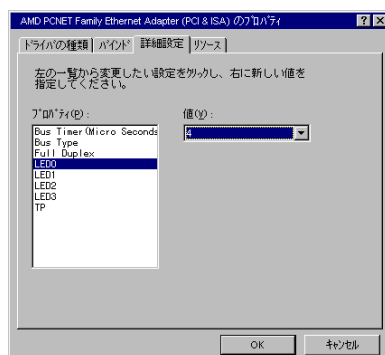 AMD PCNET Family Ethernet Adapter (PCI & ISA) のプロパティ
ドライバの種類 バインド 詳細設定 リソース
左の一覧から変更したい設定をクリックし、右に新しい値を
指定してください。
プロパティ(P):
値(V):
Bus Timer(Micro Seconds
Bus Type
Full Duplex
LED0
LED1
LED2
LED3
TP
4
OK キャンセル